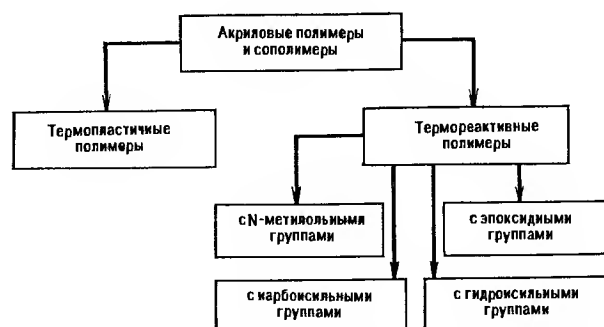 Акриловые полимеры
и сополимеры
Термопластичные
полимеры
Термореактивные
полимеры
с N-метилольными
группами
с эпоксидными
группами
с карбоксильными
группами
с гидроксильными
группами